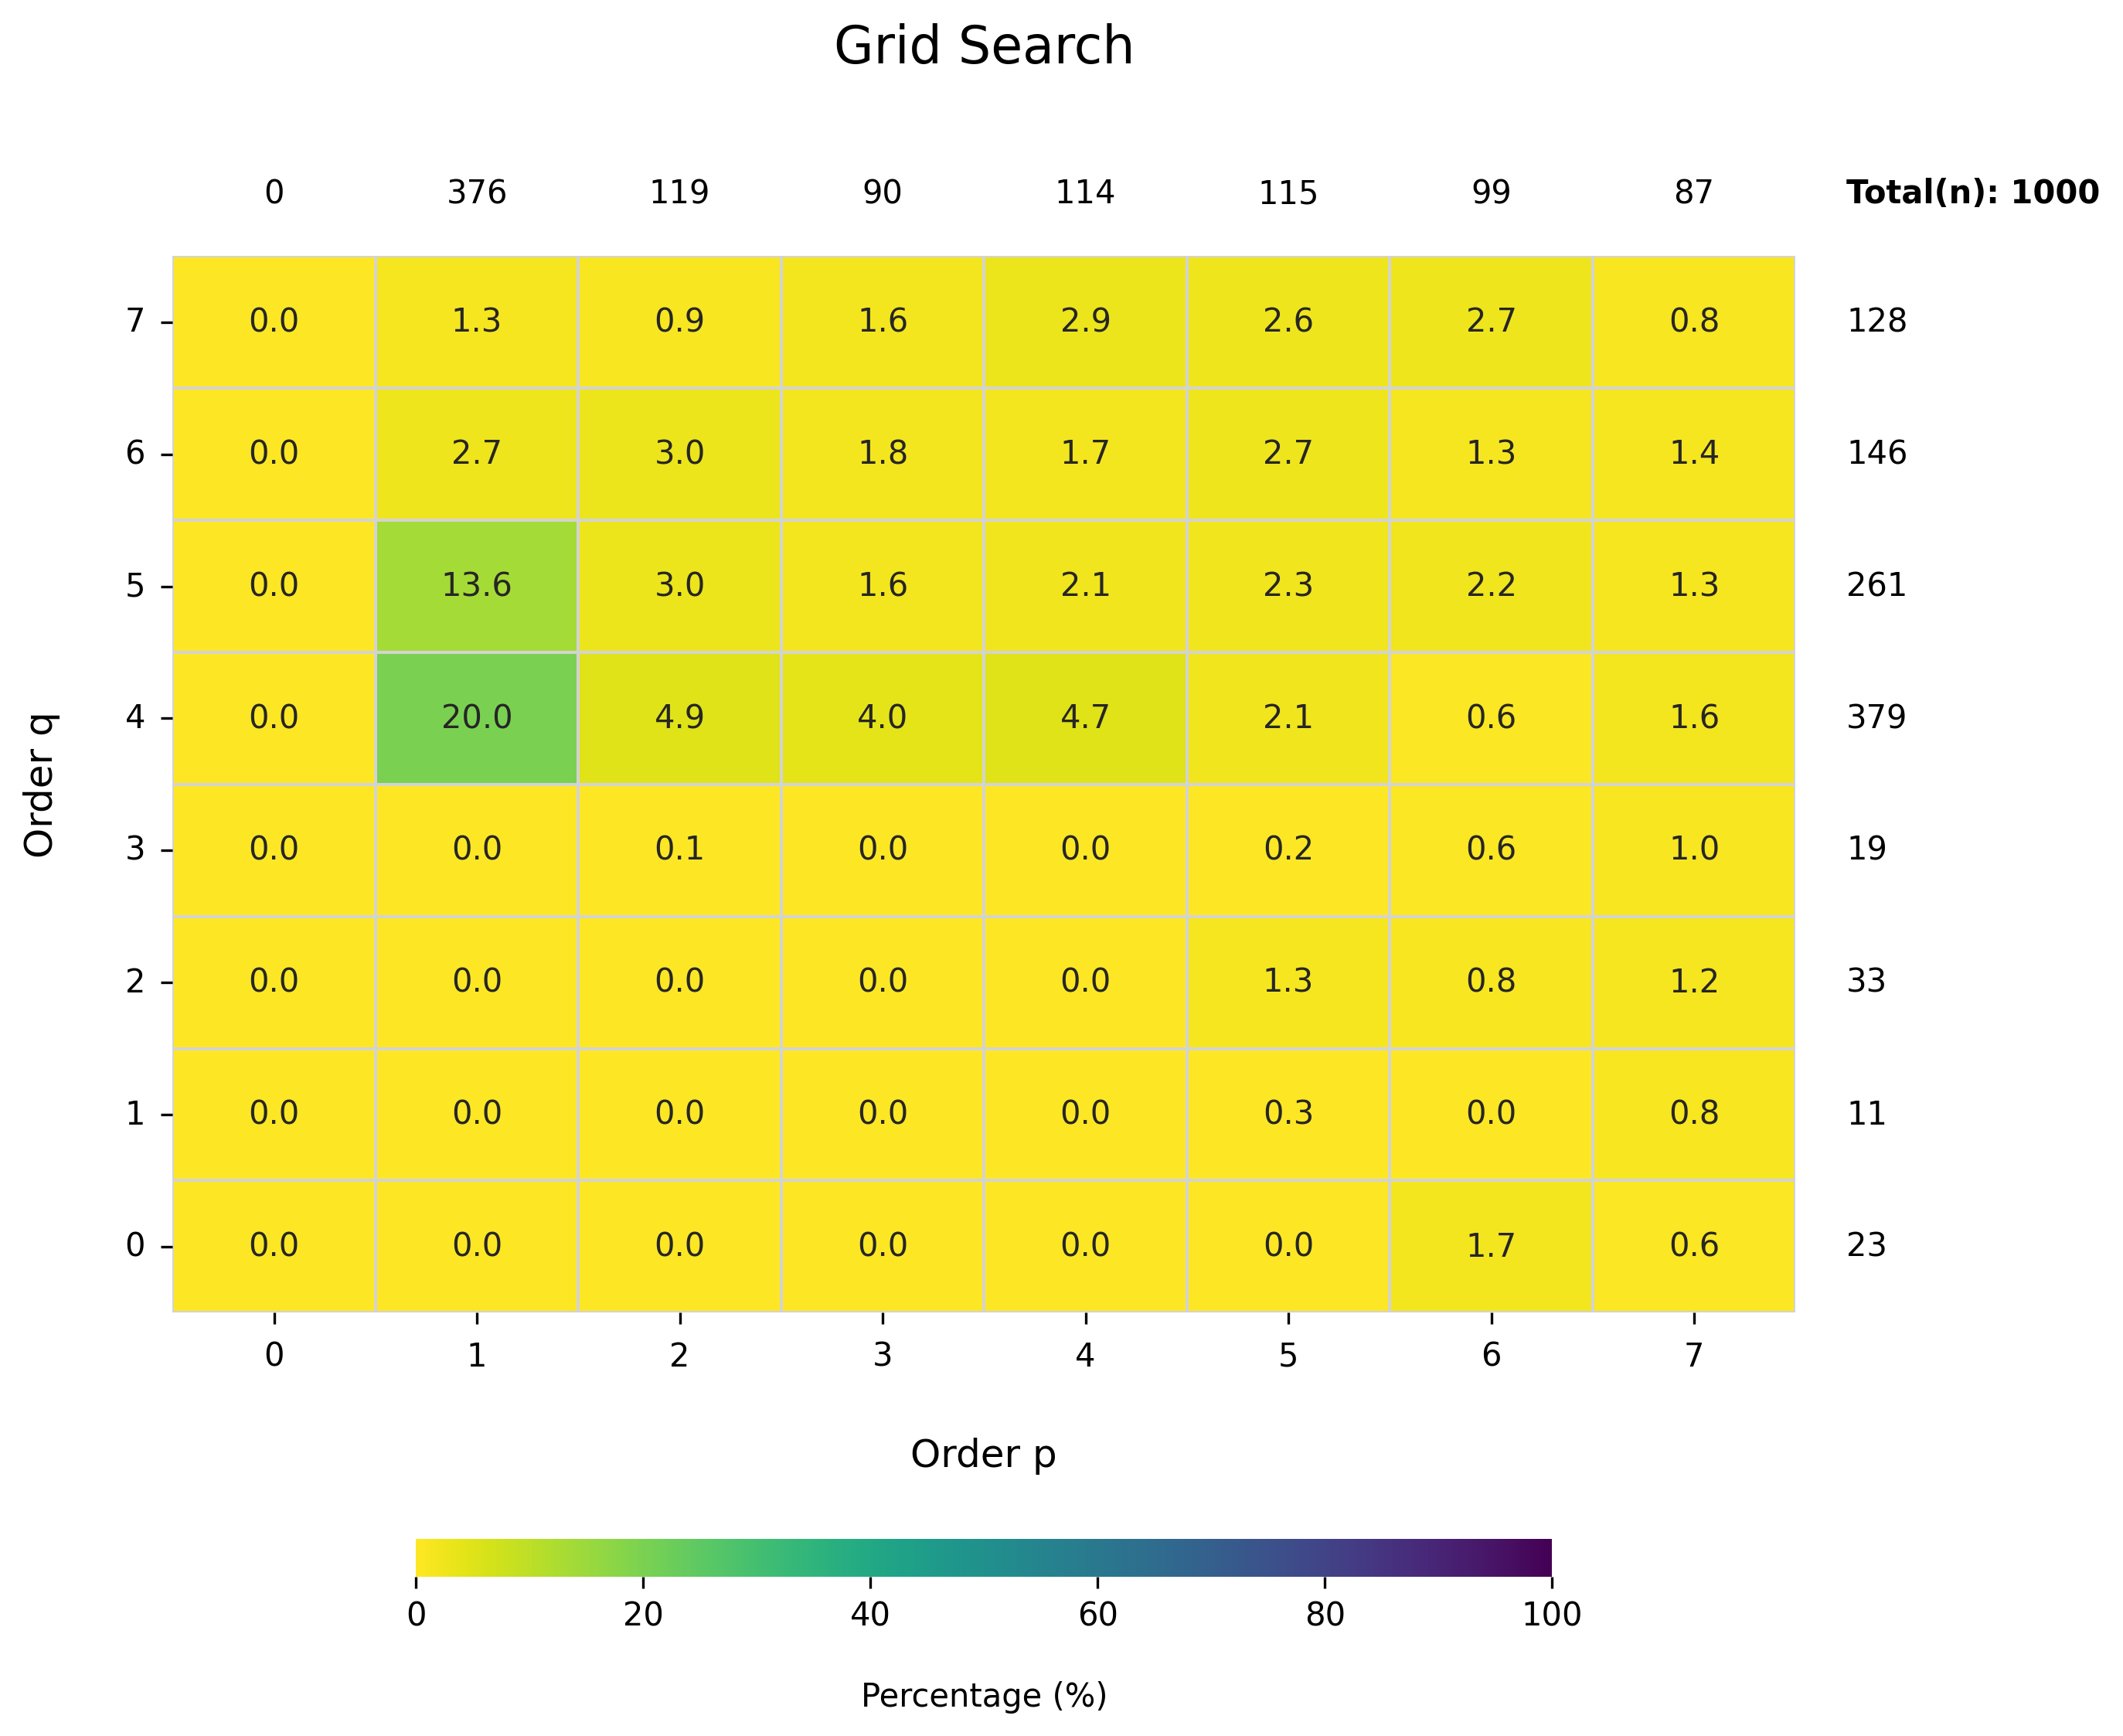 Grid Search
0 376 119 90 114 115 99 87 Total(n): 1000
7 0.0 1.3 0.9 1.6 2.9 2.6 2.7 0.8 128
6 0.0 2.7 3.0 1.8 1.7 2.7 1.3 1.4 146
5 0.0 13.6 3.0 1.6 2.1 2.3 2.2 1.3 261
4 0.0 20.0 4.9 4.0 4.7 2.1 0.6 1.6 379
3 0.0 0.0 0.1 0.0 0.0 0.2 0.6 1.0 19
2 0.0 0.0 0.0 0.0 0.0 1.3 0.8 1.2 33
1 0.0 0.0 0.0 0.0 0.0 0.3 0.0 0.8 11
0 0.0 0.0 0.0 0.0 0.0 0.0 1.7 0.6 23
Order q
0 1 2 3 4 5 6 7
Order p
0 20 40 60 80 100
Percentage (%)